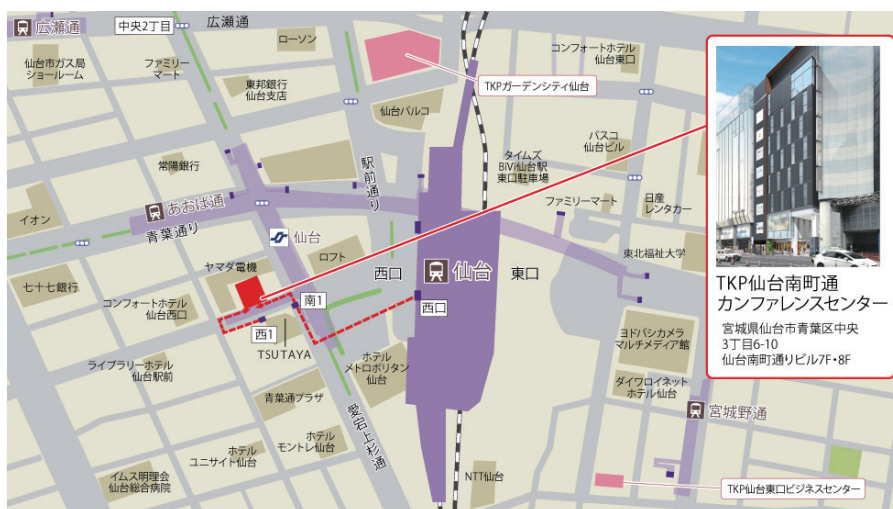 広瀬通
中央2丁目
広瀬通
ローソン
仙台市ガス局
ショールーム
ファミリー
マート
東邦銀行
仙台支店
仙台パルコ
TKPガーデンシティ仙台
コンフォートホテル
仙台東口
常陽銀行
駅前通り
タイムズ
BiVi仙台駅
東口駐車場
パスコ
仙台ビル
イオン
あおば通
青葉通り
ファミリーマート
日産
レンタカー
仙台
ロフト
西口
仙台
東口
東北福祉大学
七十七銀行
ヤマダ電機
コンフォートホテル
仙台西口
南1
西1
TSUTAYA
西口
ヨドバシカメラ
マルチメディア館
ライブラリーホテル
仙台駅前
ホテル
メトロポリタン
仙台
ダイワロイネット
ホテル仙台
青葉通プラザ
愛宕上杉通
宮城野通
ホテル
ユニサイト仙台
ホテル
モントレ仙台
イムス明理会
仙台総合病院
NTT仙台
TKP仙台東口ビジネスセンター
TKP仙台南町通
カンファレンスセンター
宮城県仙台市青葉区中央
3丁目6-10
仙台南町通りビル7F・8F